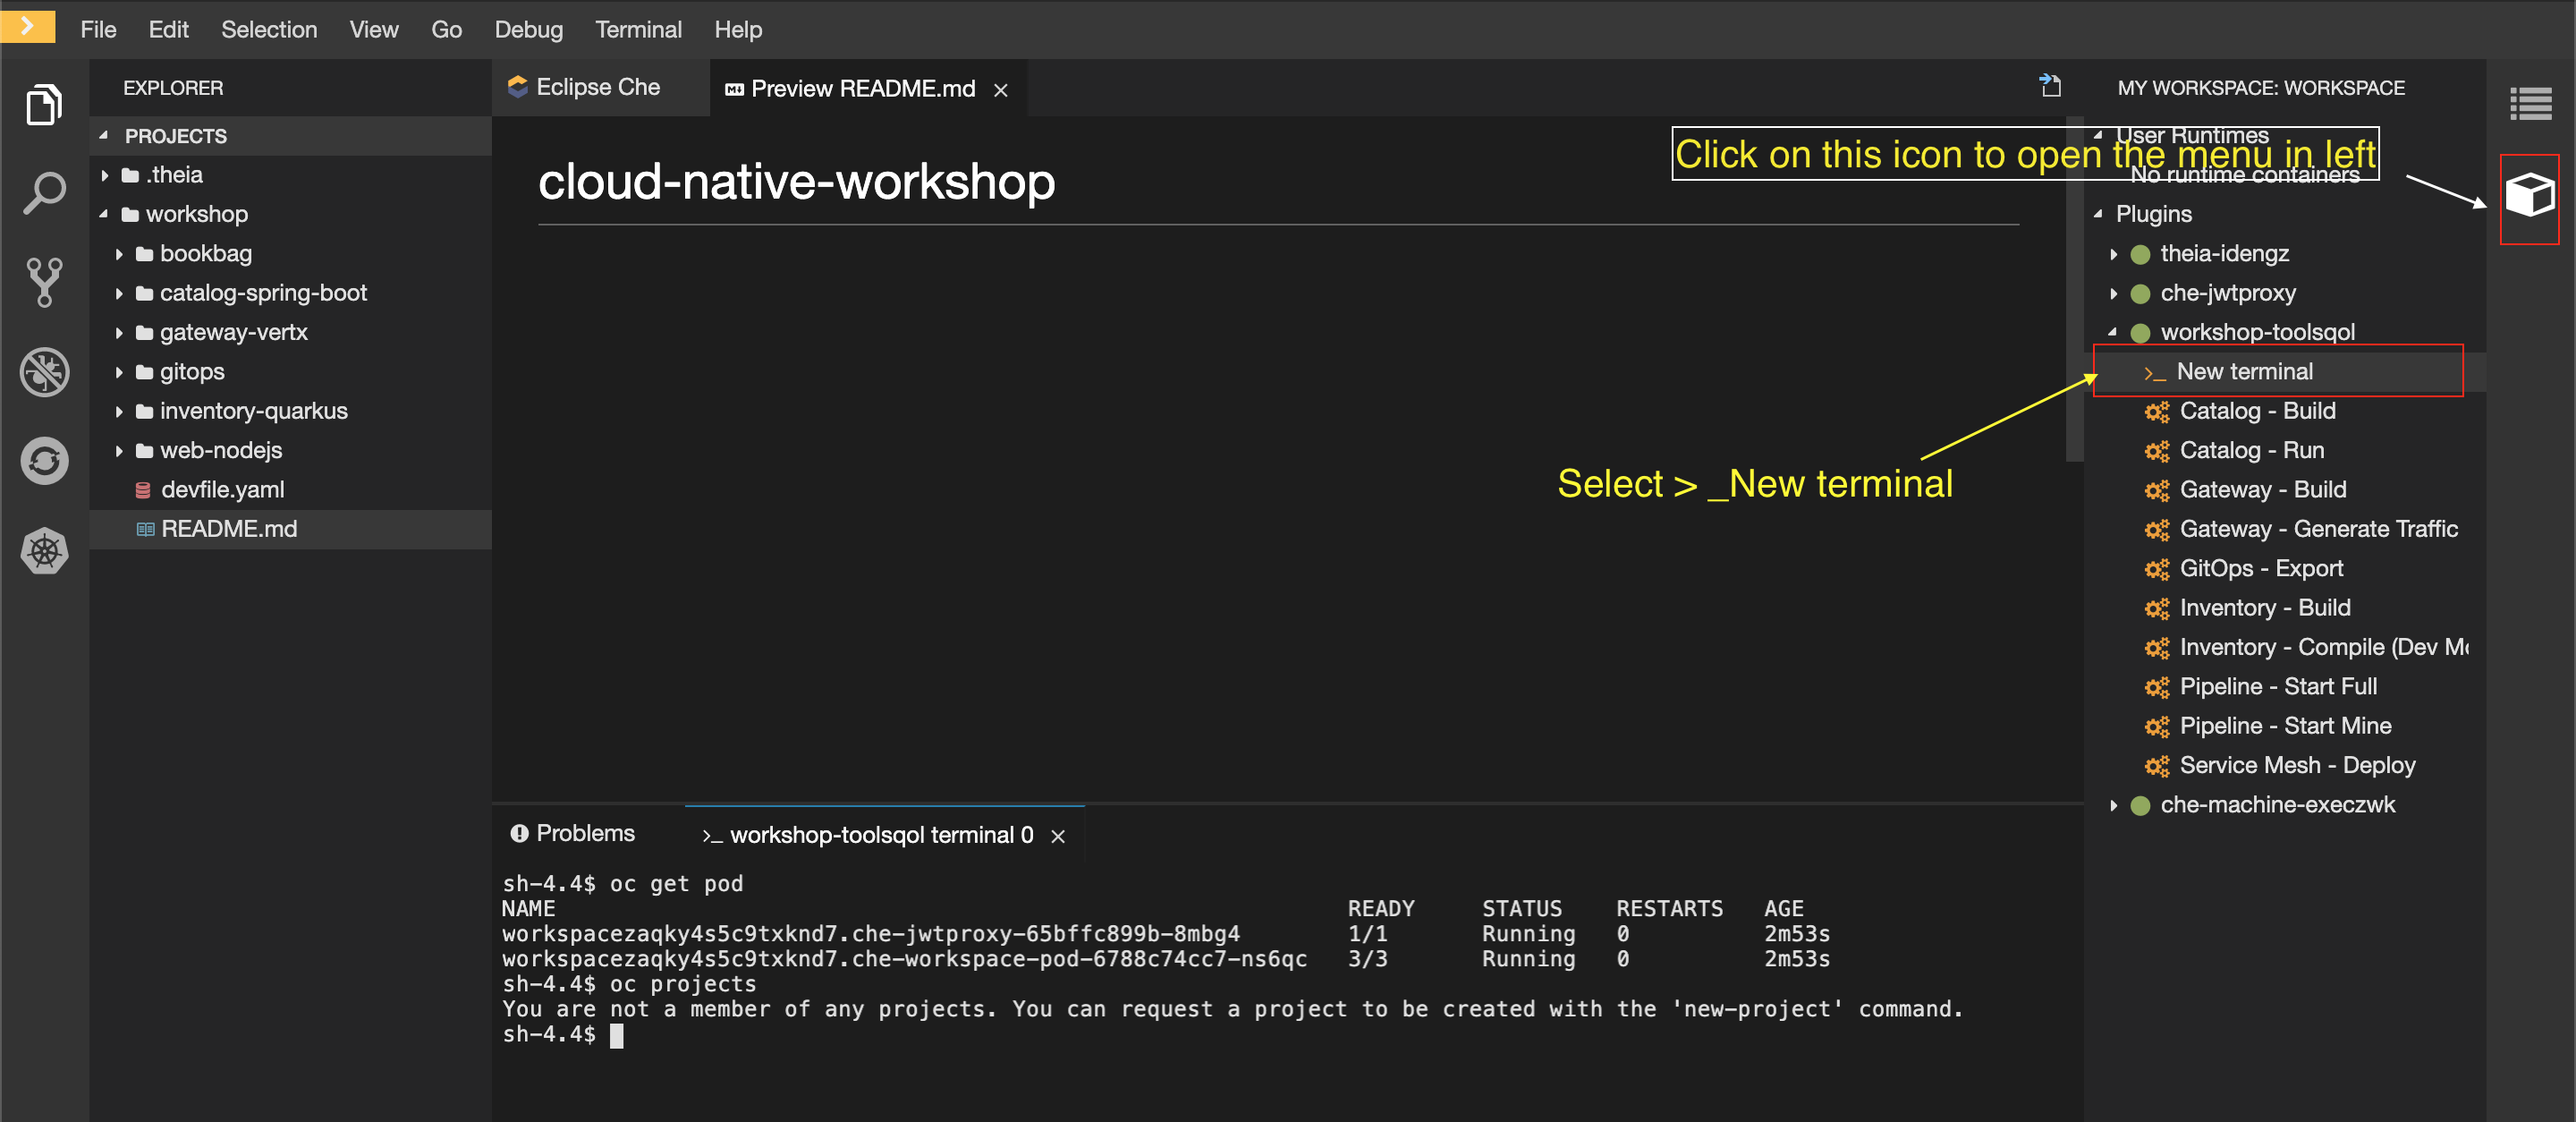 File Edit Selection View Go Debug Terminal Help
EXPLORER
PROJECTS
.theia
workshop
bookbag
catalog-spring-boot
gateway-vertx
gitops
inventory-quarkus
web-nodejs
devfile.yaml
README.md
Eclipse Che
Preview README.md
cloud-native-workshop
Click on this icon to open the menu in left
Select > _New terminal
MY WORKSPACE: WORKSPACE
User Runtimes
No runtime containers
Plugins
theia-idengz
che-jwtproxy
workshop-toolsqol
>_ New terminal
Catalog - Build
Catalog - Run
Gateway - Build
Gateway - Generate Traffic
GitOps - Export
Inventory - Build
Inventory - Compile (Dev Mo
Pipeline - Start Full
Pipeline - Start Mine
Service Mesh - Deploy
che-machine-execzwk
Problems
>_ workshop-toolsqol terminal 0
sh-4.4$ oc get pod
NAME READY STATUS RESTARTS AGE
workspacezaqky4s5c9txknd7.che-jwtproxy-65bffc899b-8mbg4 1/1 Running 0 2m53s
workspacezaqky4s5c9txknd7.che-workspace-pod-6788c74cc7-ns6qc 3/3 Running 0 2m53s
sh-4.4$ oc projects
You are not a member of any projects. You can request a project to be created with the 'new-project' command.
sh-4.4$